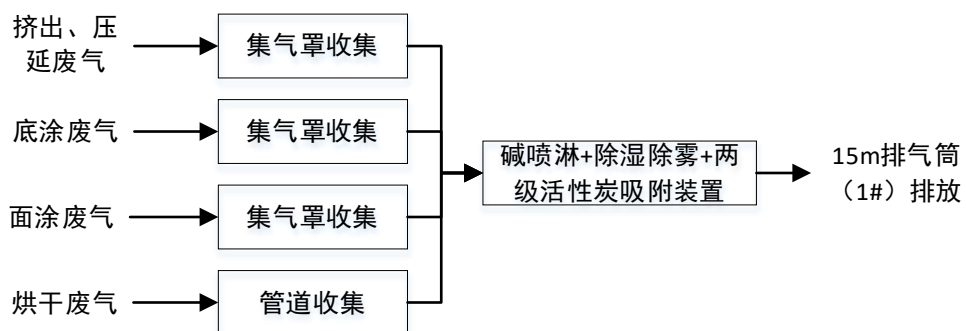 挤出、压
延废气
集气罩收集
底涂废气
集气罩收集
面涂废气
集气罩收集
烘干废气
管道收集
碱喷淋+除湿除雾+两
级活性炭吸附装置
15m排气筒
（1#）排放